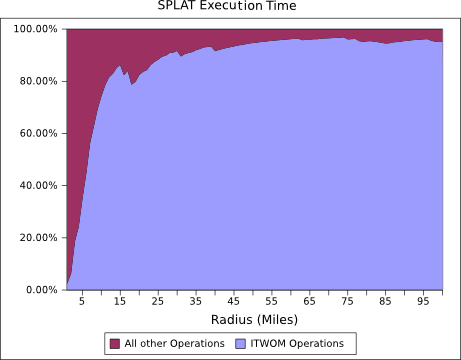 SPLAT Execution Time
100.00%
80.00%
60.00%
40.00%
20.00%
0.00%
5 15 25 35 45 55 65 75 85 95
Radius (Miles)
All other Operations ITWOM Operations